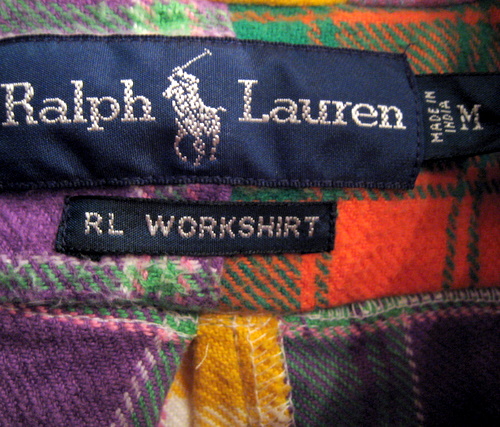 Ralph Lauren
MADE IN
INDIA
M
RL WORKSHIRT